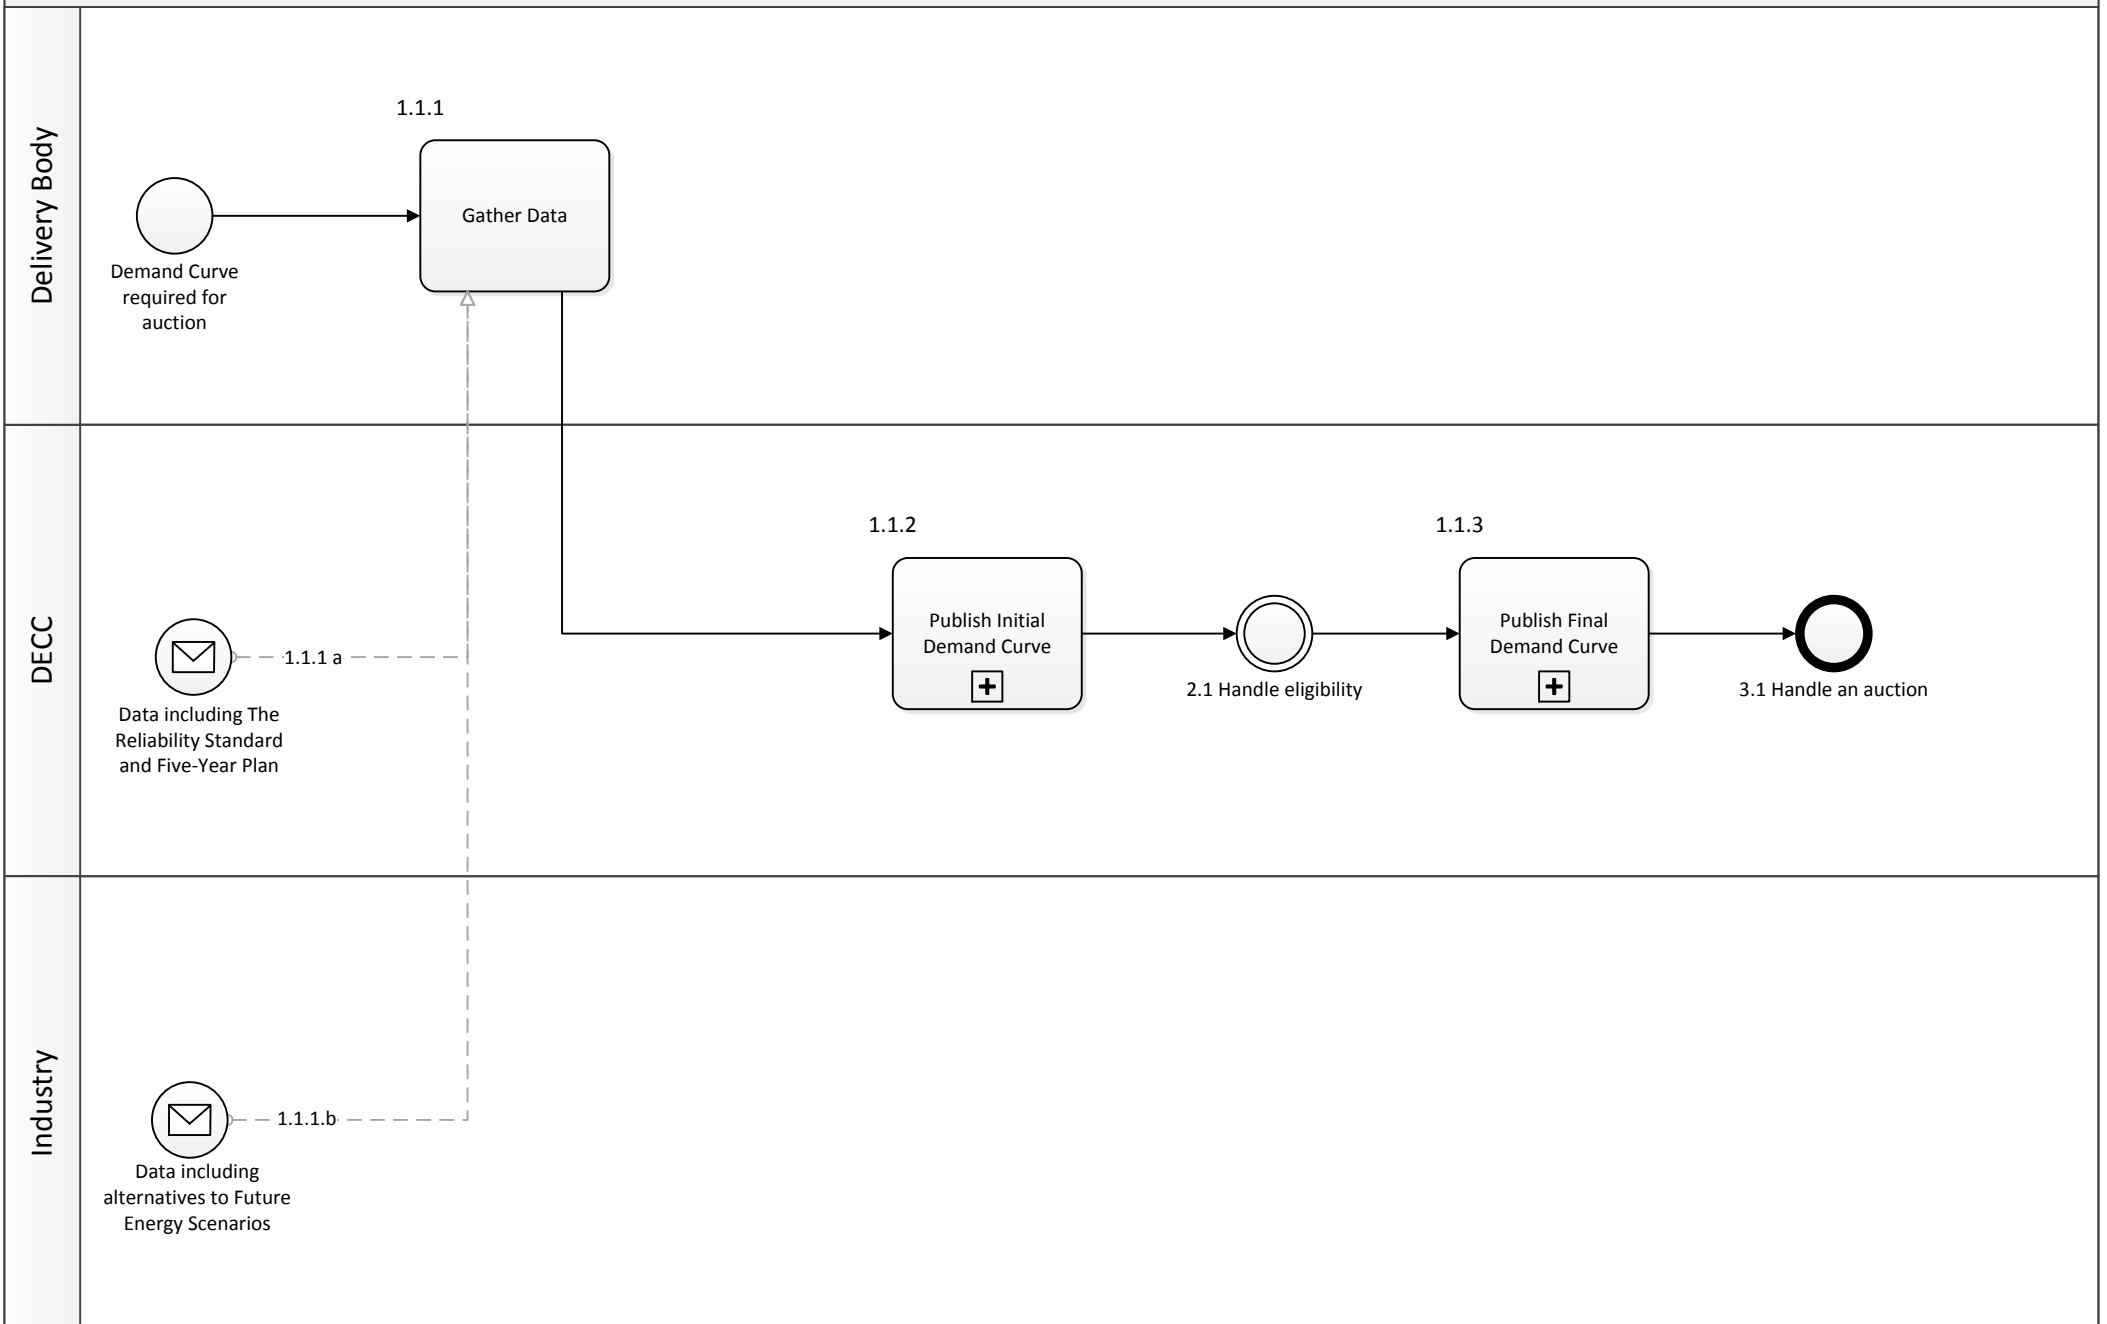 Delivery Body
1.1.1
Gather Data
Demand Curve
required for
auction
DECC
1.1.2
1.1.3
Publish Initial
Demand Curve
Publish Final
Demand Curve
1.1.1 a
2.1 Handle eligibility
3.1 Handle an auction
Data including The
Reliability Standard
and Five-Year Plan
Industry
1.1.1.b
Data including
alternatives to Future
Energy Scenarios